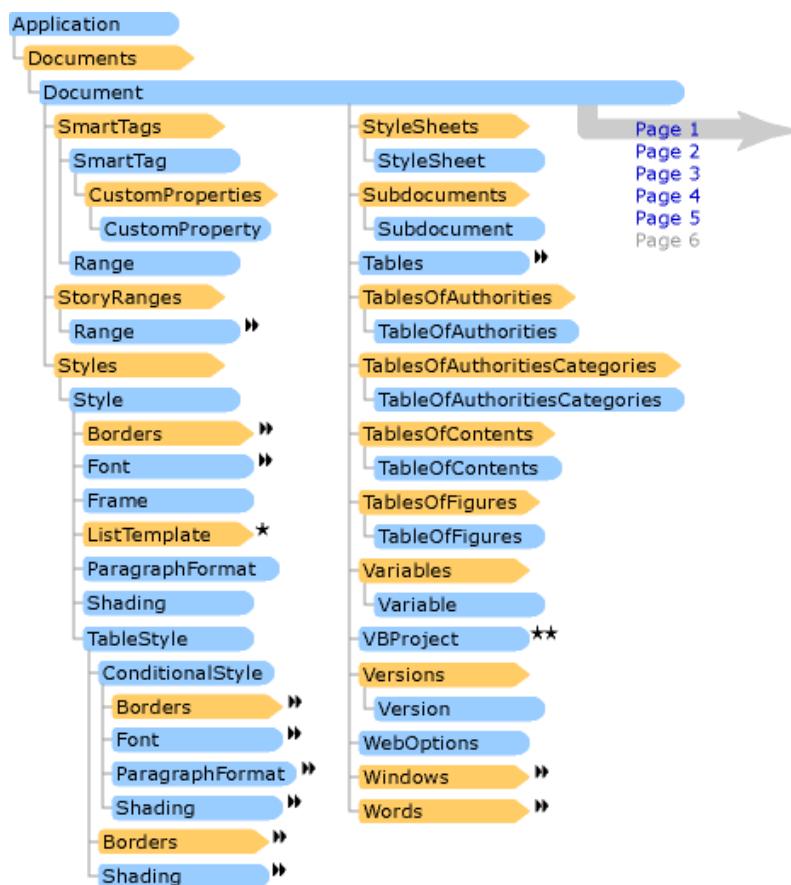 Application
Documents
Document
SmartTags
SmartTag
CustomProperties
CustomProperty
Range
StoryRanges
Range
Styles
Style
Borders
Font
Frame
ListTemplate
ParagraphFormat
Shading
TableStyle
ConditionalStyle
Borders
Font
ParagraphFormat
Shading
Borders
Shading
StyleSheets
StyleSheet
Subdocuments
Subdocument
Tables
TablesOfAuthorities
TableOfAuthorities
TablesOfAuthoritiesCategories
TableOfAuthoritiesCategories
TablesOfContents
TableOfContents
TablesOfFigures
TableOfFigures
Variables
Variable
VBProject
Versions
Version
WebOptions
Windows
Words
Page 1
Page 2
Page 3
Page 4
Page 5
Page 6